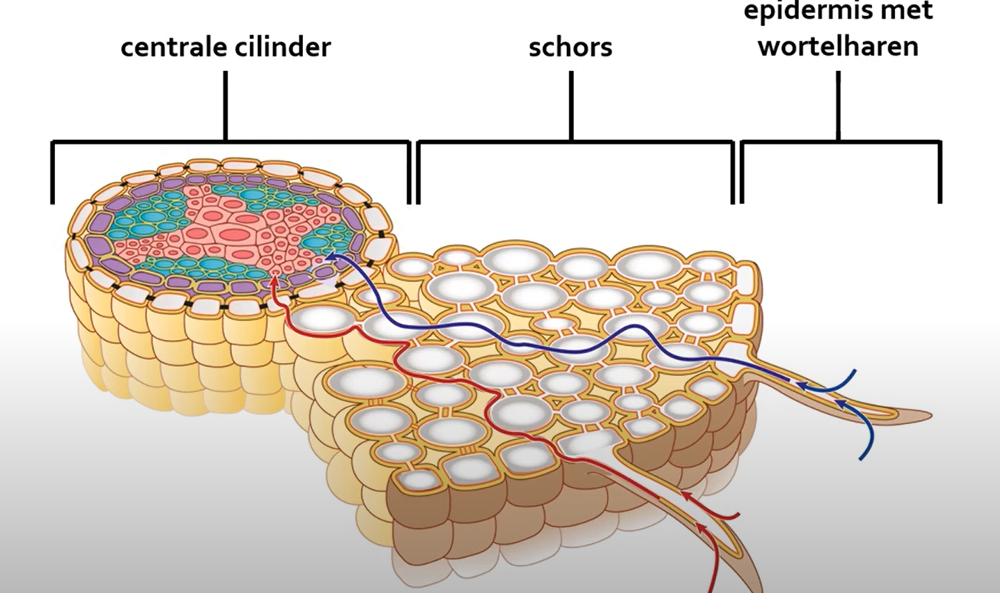 centrale cilinder
schors
epidermis met
wortelharen